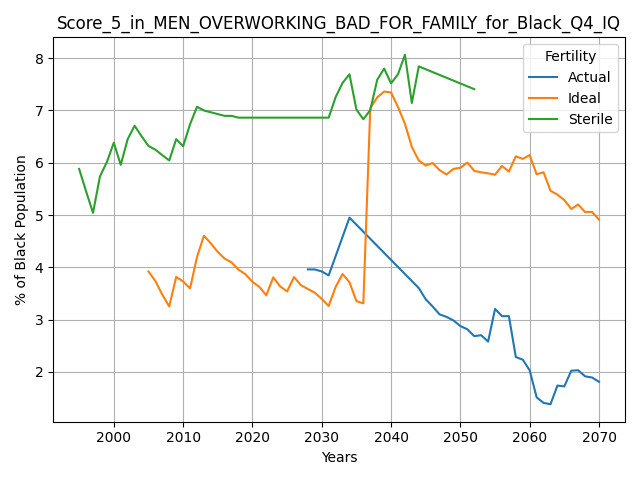 Score_5_in_MEN_OVERWORKING_BAD_FOR_FAMILY_for_Black_Q4_IQ
% of Black Population
8
7
6
5
4
3
2
Fertility
Actual
Ideal
Sterile
2000 2010 2020 2030 2040 2050 2060 2070
Years